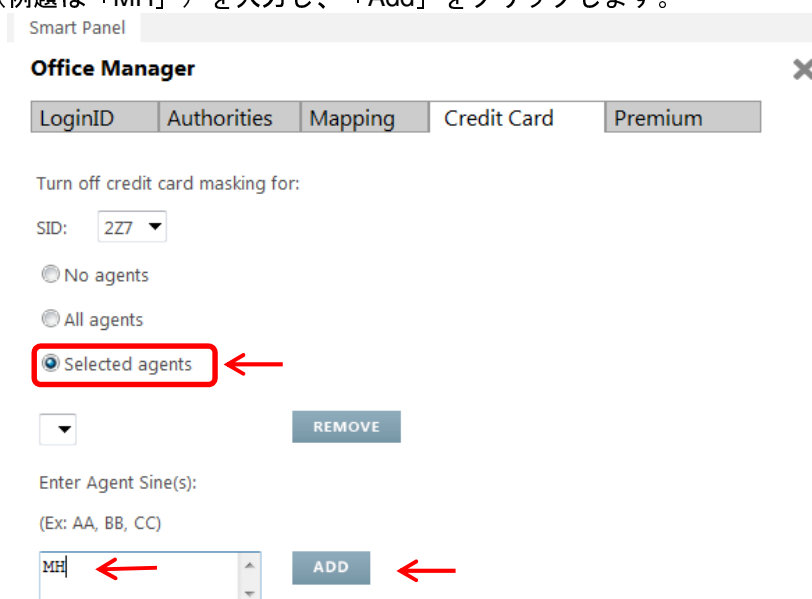 (例題は「MH」)を入力し、「Add」をクリックします。
Smart Panel
Office Manager
LoginID Authorities Mapping Credit Card Premium
Turn off credit card masking for:
SID: 2Z7
No agents
All agents
Selected agents
REMOVE
Enter Agent Sine(s):
(Ex: AA, BB, CC)
MH ADD